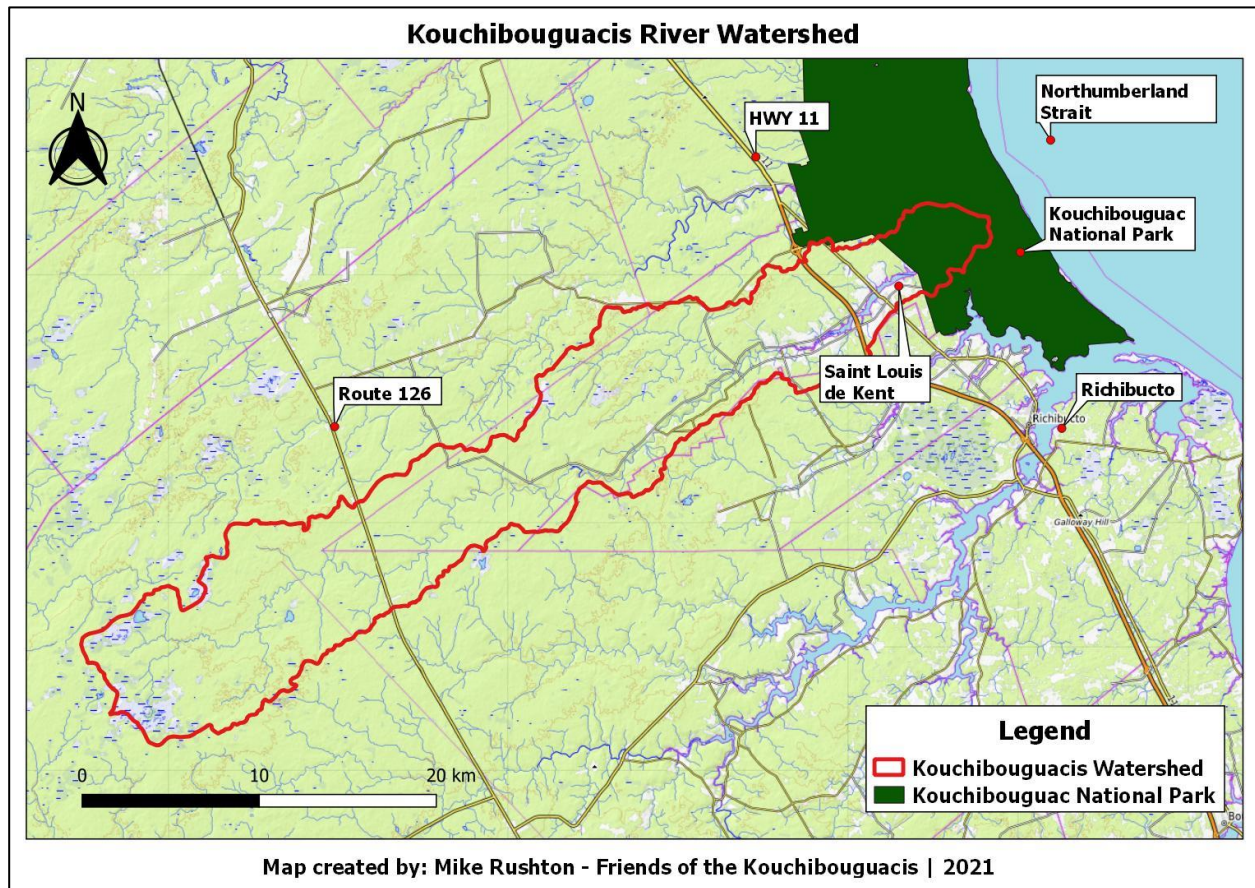 Kouchibouguacis River Watershed
N
HWY 11
Northumberland
Strait
Kouchibouguac
National Park
Saint Louis
de Kent
Route 126
Richibucto
Richibucto
Galloway Hill
Legend
Kouchibouguacis Watershed
Kouchibouguac National Park
0 10 20 km
Map created by: Mike Rushton - Friends of the Kouchibouguacis | 2021